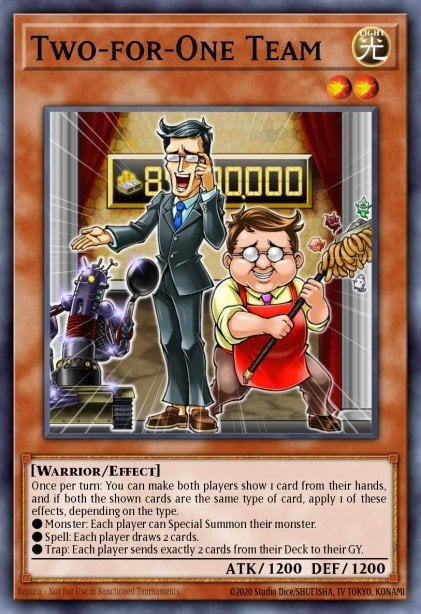 Two-for-One Team
LIGHT
光
[Warrior/Effect]
Once per turn: You can make both players show 1 card from their hands,
and if both the shown cards are the same type of card, apply 1 of these
effects, depending on the type.
● Monster: Each player can Special Summon their monster.
● Spell: Each player draws 2 cards.
● Trap: Each player sends exactly 2 cards from their Deck to their GY.
ATK/1200 DEF/1200
Replica - Not For Use in Sanctioned Tournaments ©2020 Studio Dice/SHUEISHA, TV TOKYO, KONAMI